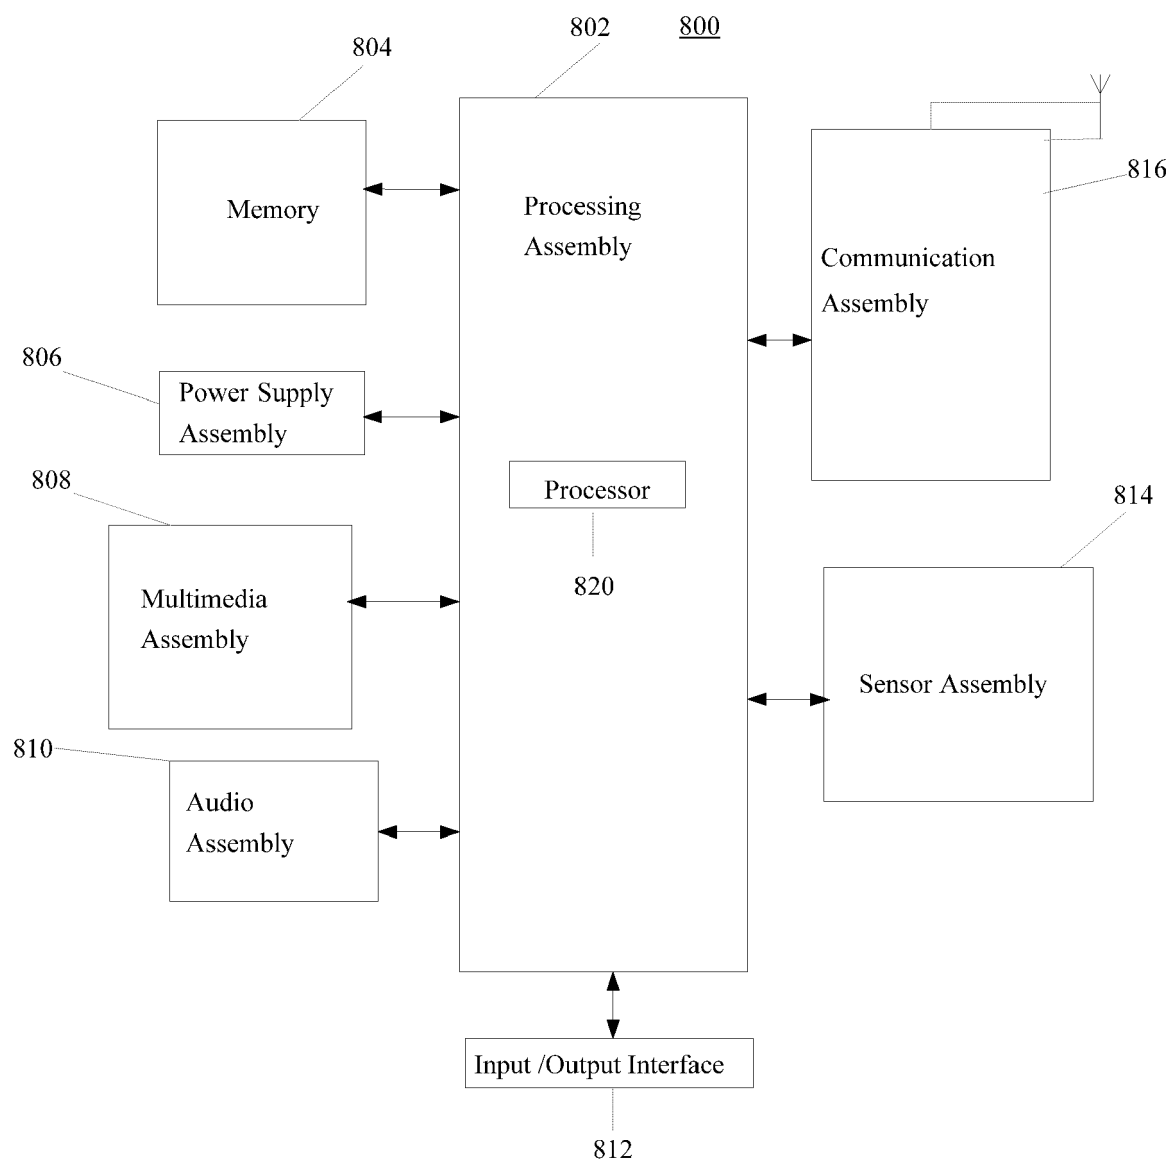 800
802
804
Memory
Processing
Assembly
816
Communication
Assembly
806
Power Supply
Assembly
808
Processor
820
814
Multimedia
Assembly
Sensor Assembly
810
Audio
Assembly
Input /Output Interface
812